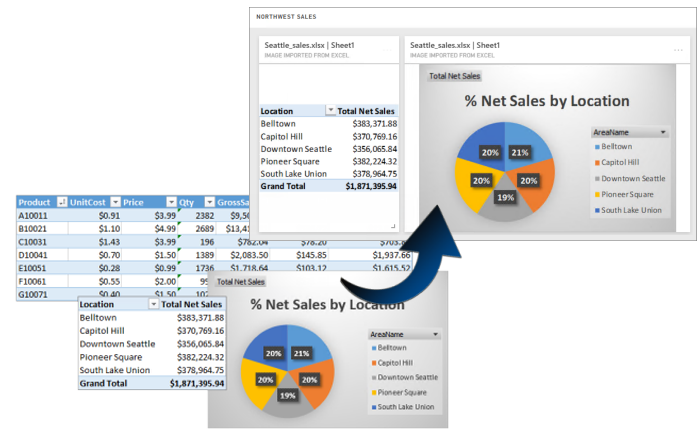 NORTHWEST SALES
Seattle_sales.xlsx | Sheet1
IMAGE IMPORTED FROM EXCEL
Location Total Net Sales
Belltown $383,371.88
Capitol Hill $370,769.16
Downtown Seattle $356,065.84
Pioneer Square $382,224.32
South Lake Union $378,964.75
Grand Total $1,871,395.94
Seattle_sales.xlsx | Sheet1
IMAGE IMPORTED FROM EXCEL
Total Net Sales
% Net Sales by Location
20% 21%
20% 20%
19%
AreaName
Belltown
Capitol Hill
Downtown Seattle
Pioneer Square
South Lake Union
Product UnitCost Price Qty
A10011 $0.91 $3.99 2382
B10021 $1.10 $4.99 2689
C10031 $1.43 $3.99 196 $782.04 $78.20
D10041 $0.70 $1.50 1389 $2,083.50 $145.85 $1,937.66
E10051 $0.28 $0.99 1736 $1,718.64 $103.12 $1,615.52
F10061 $0.55 $2.00
G10071 $0.40 $1.50
Location Total Net Sales
Belltown $383,371.88
Capitol Hill $370,769.16
Downtown Seattle $356,065.84
Pioneer Square $382,224.32
South Lake Union $378,964.75
Grand Total $1,871,395.94
Total Net Sales
% Net Sales by Location
20% 21%
20% 20%
19%
AreaName
Belltown
Capitol Hill
Downtown Seattle
Pioneer Square
South Lake Union